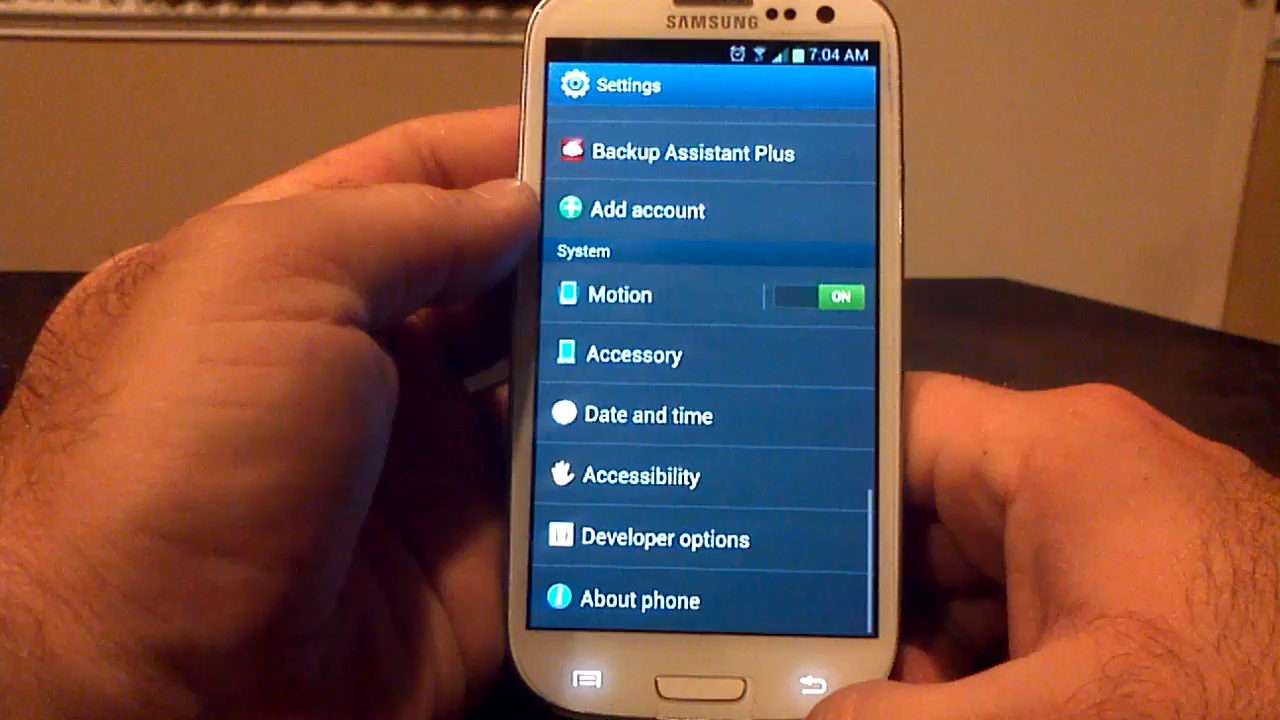 SAMSUNG
7:04 AM
Settings
Backup Assistant Plus
Add account
System
Motion
ON
Accessory
Date and time
Accessibility
Developer options
About phone